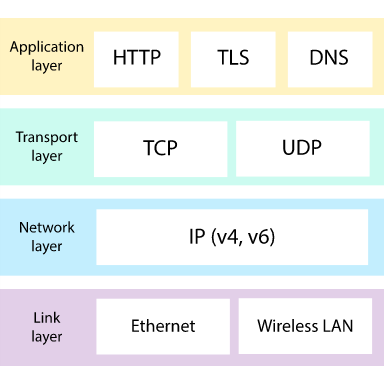 Application
layer
HTTP
TLS
DNS
Transport
layer
TCP
UDP
Network
layer
IP (v4, v6)
Link
layer
Ethernet
Wireless LAN